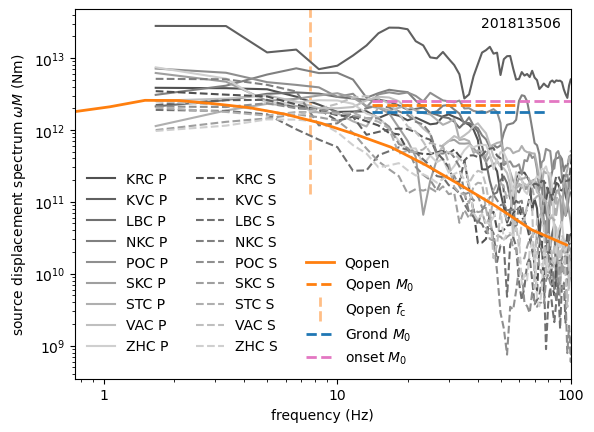 201813506
source displacement spectrum ωM (Nm)
10¹³
10¹²
10¹¹
10¹⁰
10⁹
KRC P
KVC P
LBC P
NKC P
POC P
SKC P
STC P
VAC P
ZHC P
KRC S
KVC S
LBC S
NKC S
POC S
SKC S
STC S
VAC S
ZHC S
Qopen
Qopen M₀
Qopen f_c
Grond M₀
onset M₀
1 10 100
frequency (Hz)